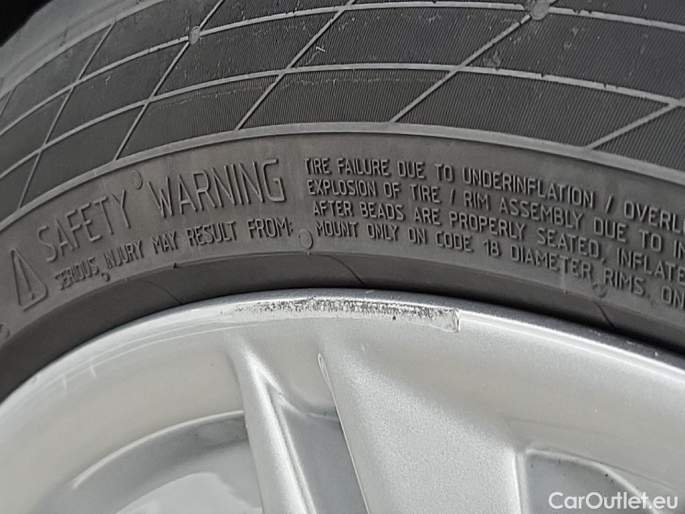 SAFETY WARNING
SERIOUS INJURY MAY RESULT FROM:
TIRE FAILURE DUE TO UNDERINFLATION / OVERL
EXPLOSION OF TIRE / RIM ASSEMBLY DUE TO IN
AFTER BEADS ARE PROPERLY SEATED, INFLATE
MOUNT ONLY ON CODE 18 DIAMETER RIMS, ON
CarOutlet.eu